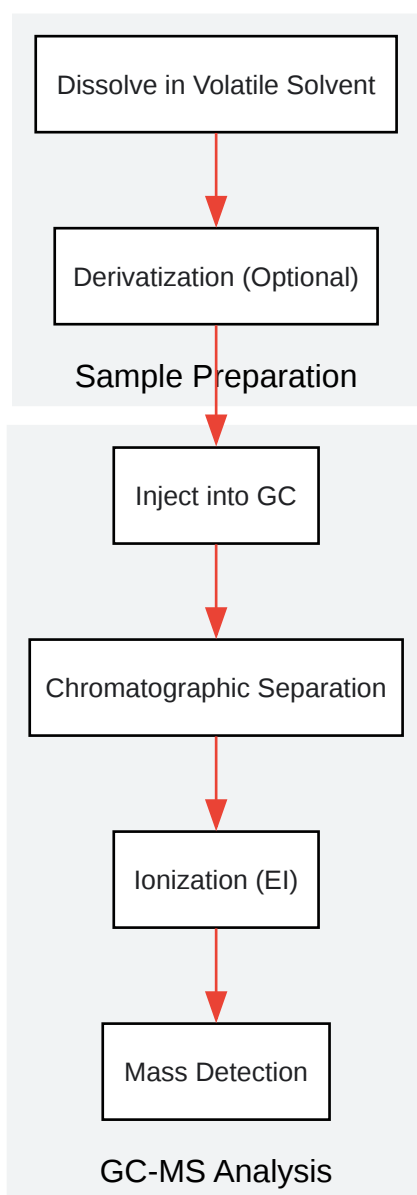 Dissolve in Volatile Solvent
Derivatization (Optional)
Sample Preparation
Inject into GC
Chromatographic Separation
Ionization (EI)
Mass Detection
GC-MS Analysis